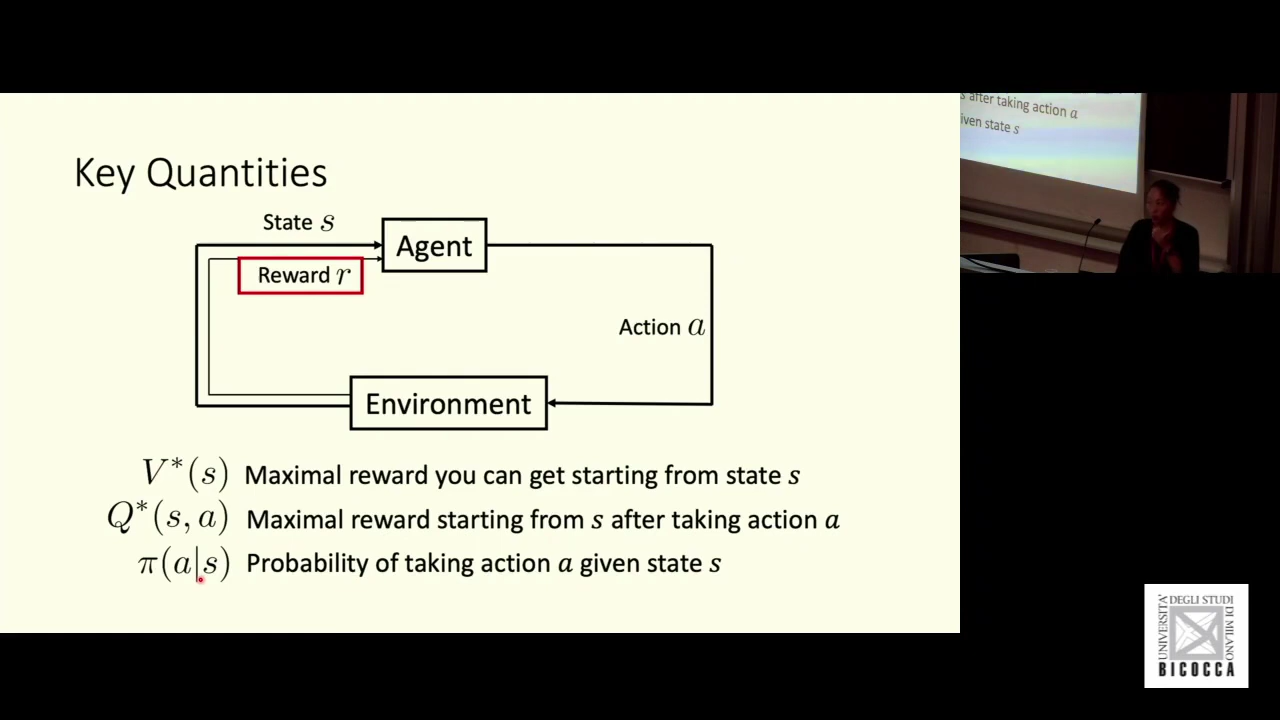 Key Quantities
State s
Agent
Reward r
Action a
Environment
V*(s) Maximal reward you can get starting from state s
Q*(s, a) Maximal reward starting from s after taking action a
π(a|s) Probability of taking action a given state s
s after taking action a
iven state s
UNIVERSITÀ
DEGLI STUDI
DI MILANO
BICOCCA